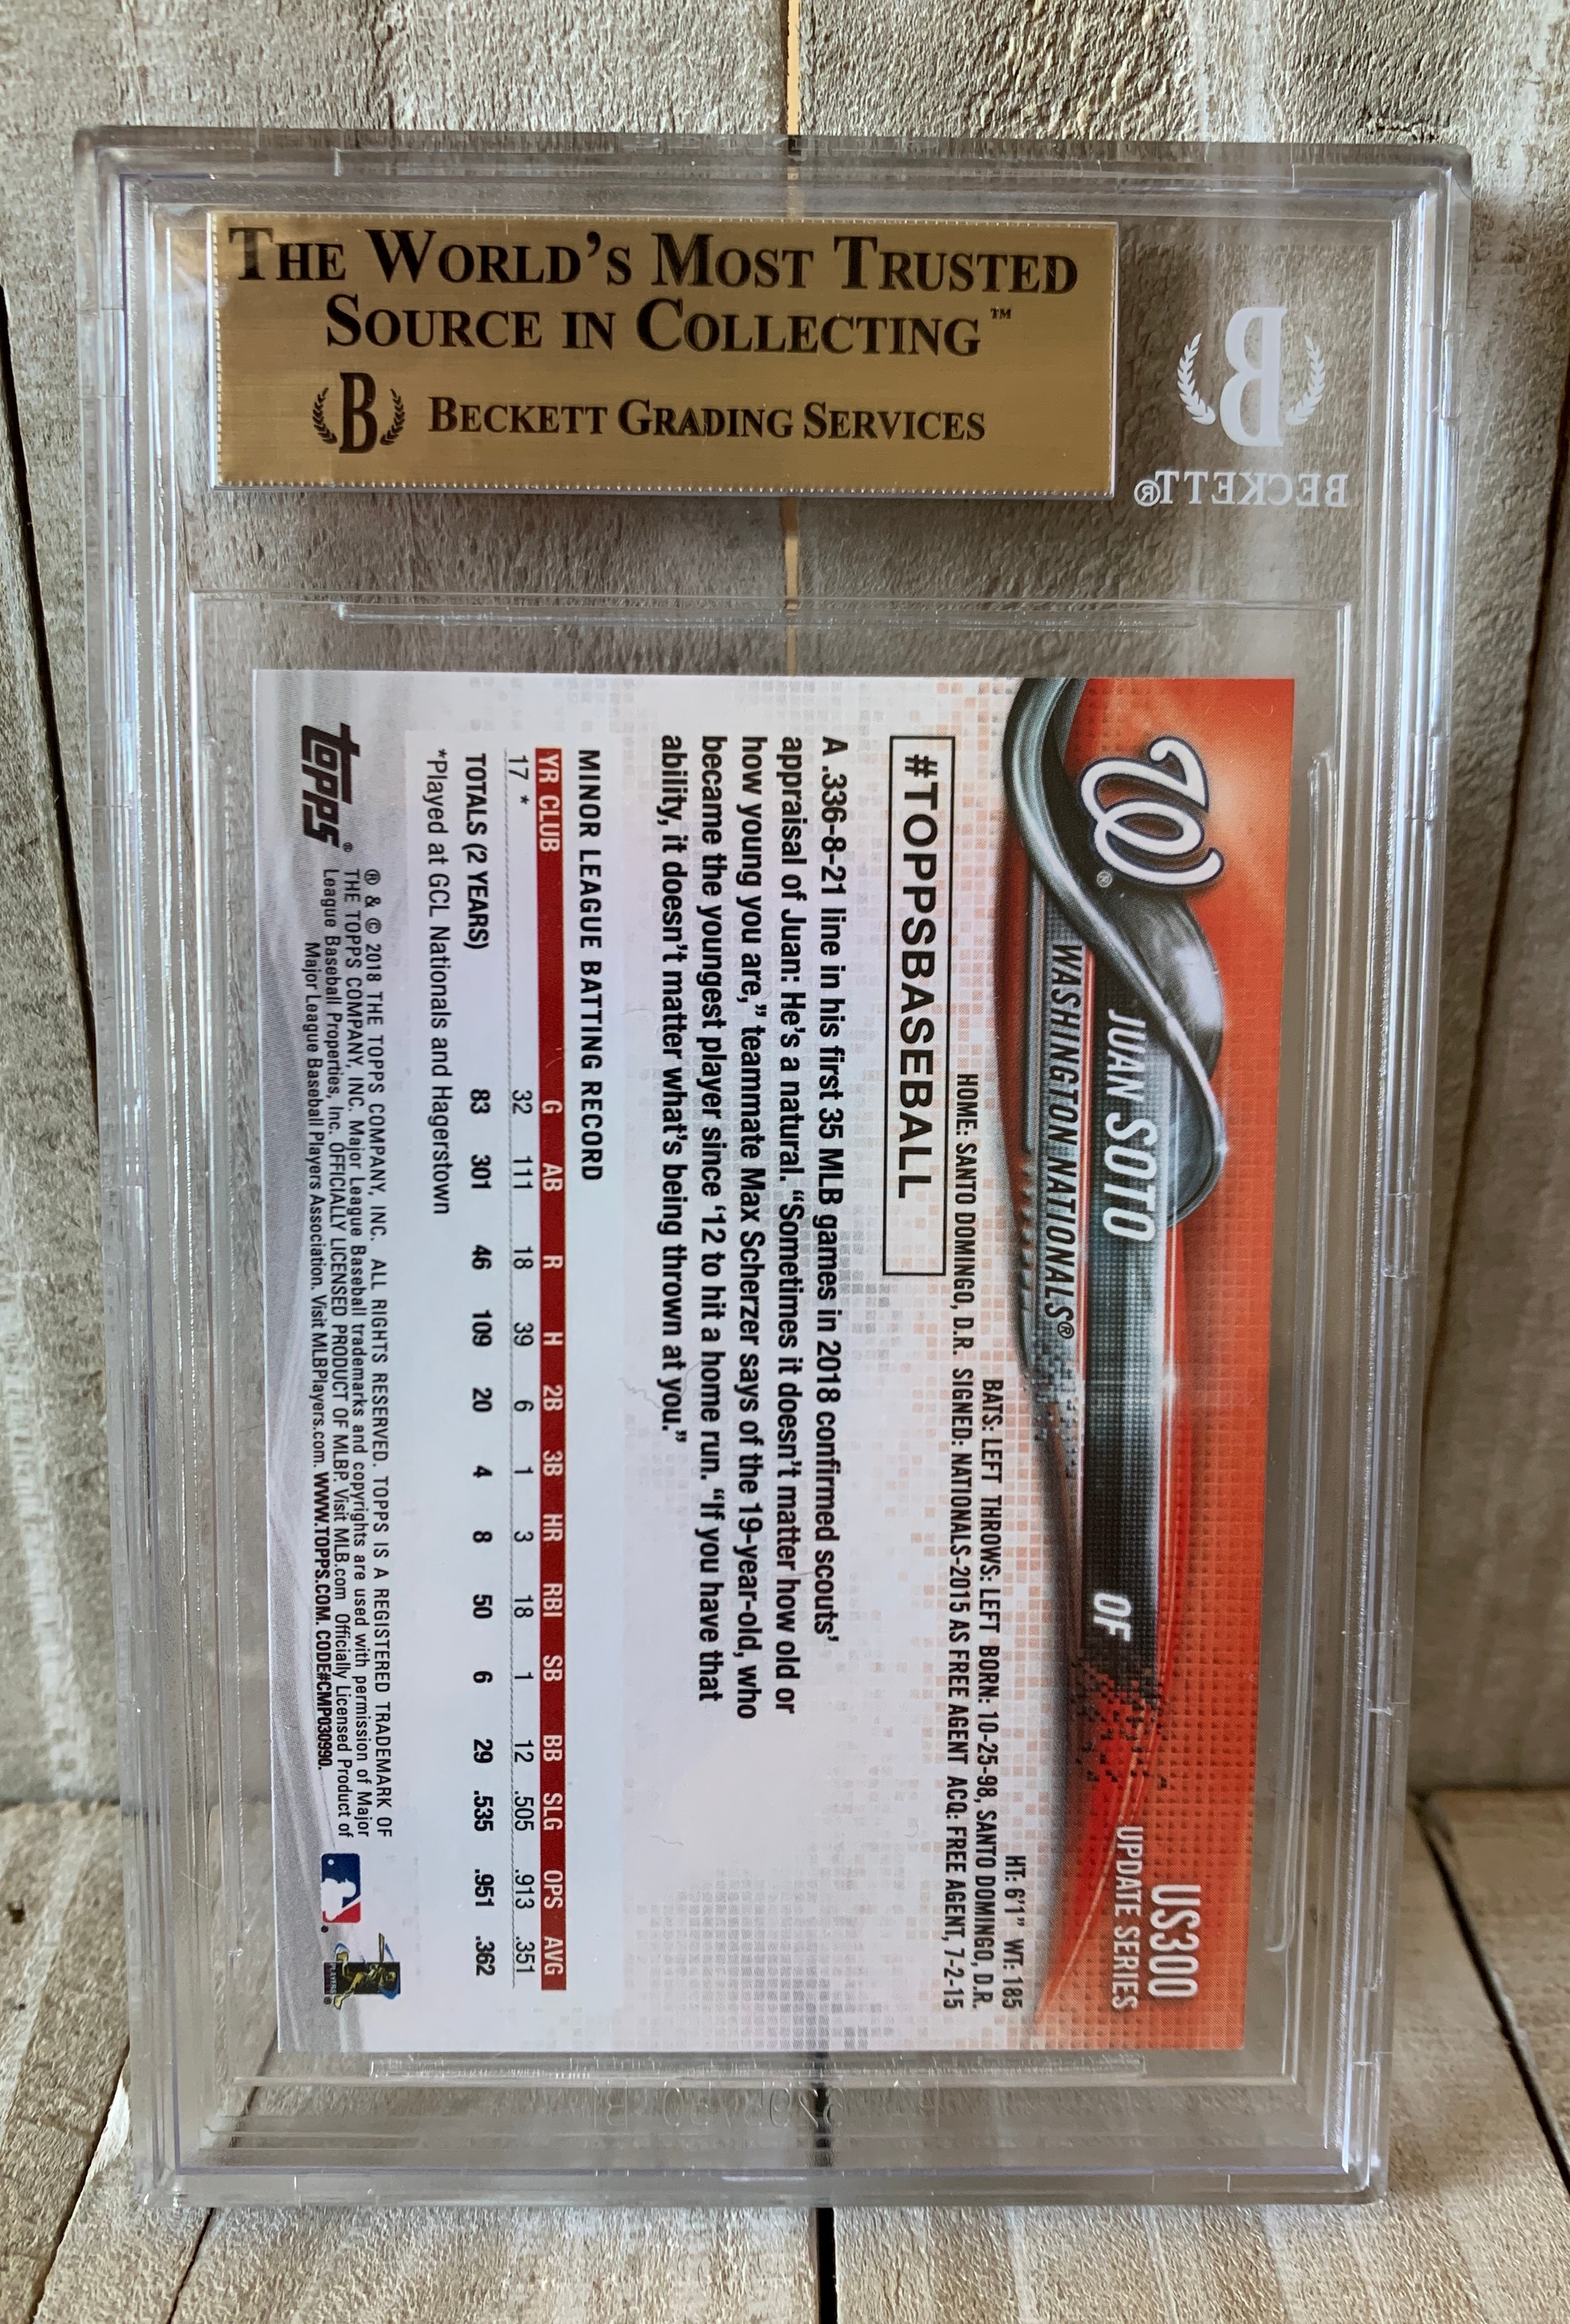 THE WORLD'S MOST TRUSTED
SOURCE IN COLLECTING™
B BECKETT GRADING SERVICES
B
BECKETT®
US300
UPDATE SERIES
W®
JUAN SOTO OF
WASHINGTON NATIONALS®
HT: 6'1" WT: 185
BATS: LEFT THROWS: LEFT BORN: 10-25-98, SANTO DOMINGO, D.R.
HOME: SANTO DOMINGO, D.R. SIGNED: NATIONALS-2015 AS FREE AGENT ACQ: FREE AGENT, 7-2-15
#TOPPSBASEBALL
A .336-8-21 line in his first 35 MLB games in 2018 confirmed scouts'
appraisal of Juan: He's a natural. “Sometimes it doesn't matter how old or
how young you are,” teammate Max Scherzer says of the 19-year-old, who
became the youngest player since ‘12 to hit a home run. “If you have that
ability, it doesn't matter what's being thrown at you.”
MINOR LEAGUE BATTING RECORD
YR CLUB G AB R H 2B 3B HR RBI SB BB SLG OPS AVG
17 * 32 111 18 39 6 1 3 18 1 12 .505 .913 .351
TOTALS (2 YEARS) 83 301 46 109 20 4 8 50 6 29 .535 .951 .362
*Played at GCL Nationals and Hagerstown
topps®
® & © 2018 THE TOPPS COMPANY, INC. ALL RIGHTS RESERVED. TOPPS IS A REGISTERED TRADEMARK OF
THE TOPPS COMPANY, INC. Major League Baseball trademarks and copyrights are used with permission of Major
League Baseball Properties, Inc. OFFICIALLY LICENSED PRODUCT OF MLBP. Visit MLB.com Officially Licensed Product of
Major League Baseball Players Association. Visit MLBPlayers.com. WWW.TOPPS.COM. CODE#CMP030990.